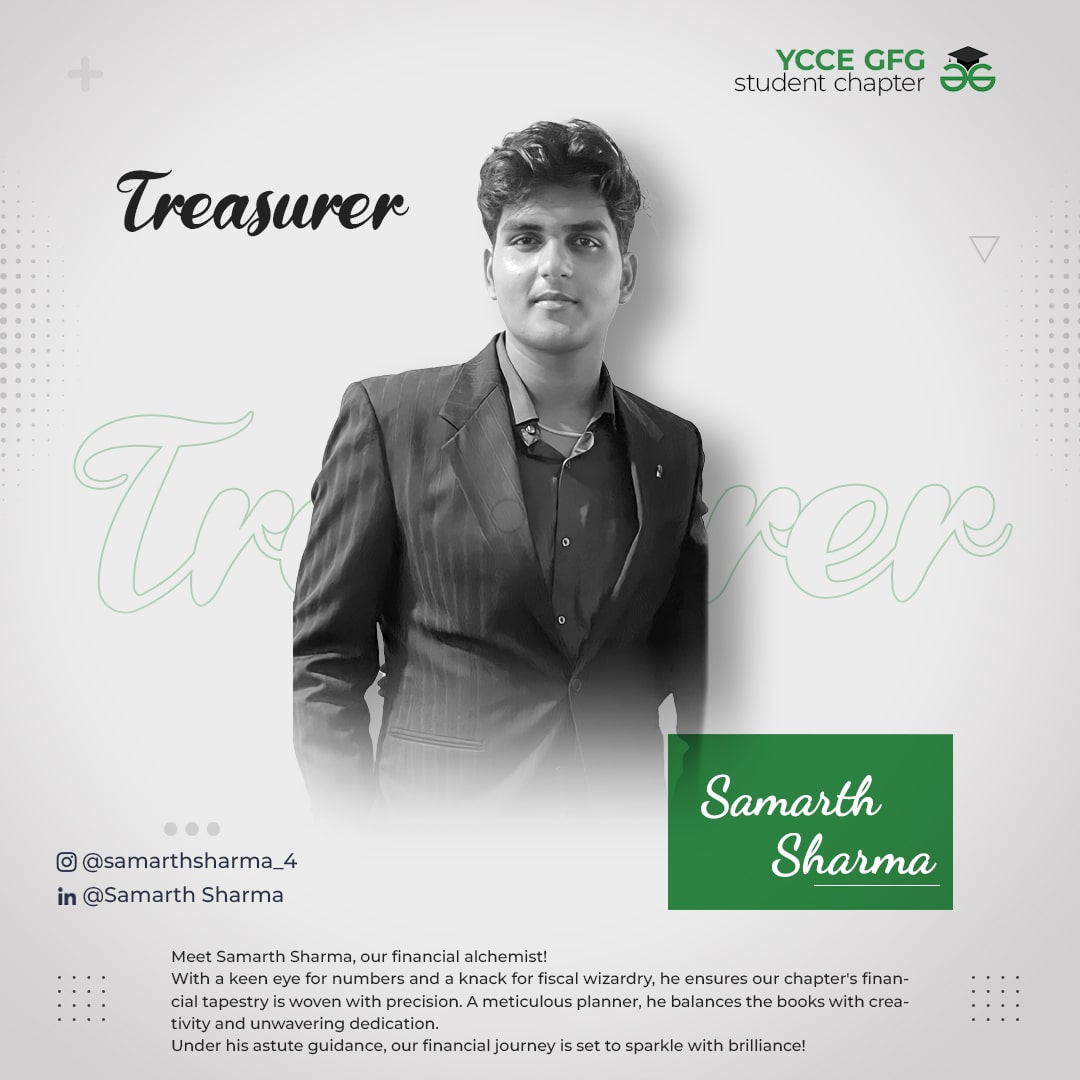 YCCE GFG
student chapter
Treasurer
Treasurer
Samarth
Sharma
@samarthsharma_4
in @Samarth Sharma
Meet Samarth Sharma, our financial alchemist!
With a keen eye for numbers and a knack for fiscal wizardry, he ensures our chapter's finan-
cial tapestry is woven with precision. A meticulous planner, he balances the books with crea-
tivity and unwavering dedication.
Under his astute guidance, our financial journey is set to sparkle with brilliance!